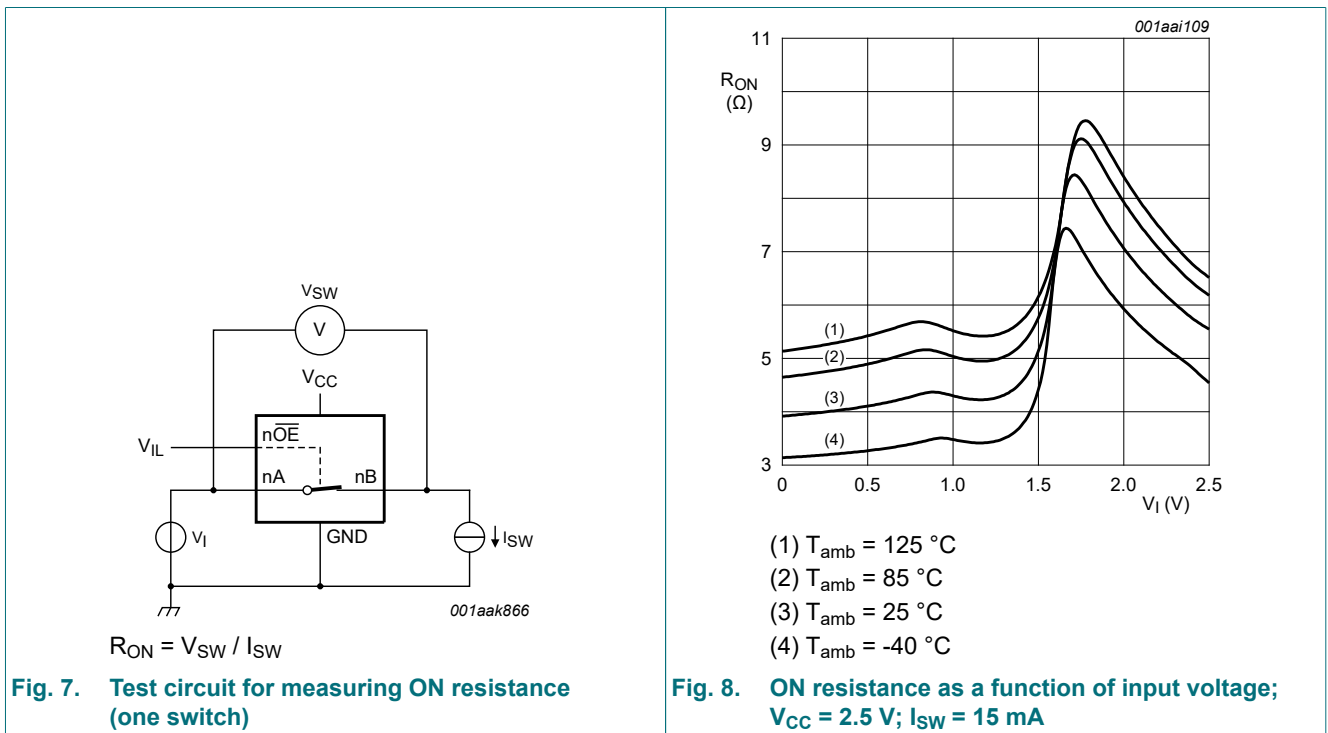 VSW
V
VCC
nOE
VIL
nA
nB
VI
GND
ISW
001aak866
RON = VSW / ISW
Fig. 7. Test circuit for measuring ON resistance
(one switch)
001aai109
11
RON
(Ω)
9
7
5
3
(1)
(2)
(3)
(4)
0
0.5
1.0
1.5
2.0
2.5
VI (V)
(1) Tamb = 125 °C
(2) Tamb = 85 °C
(3) Tamb = 25 °C
(4) Tamb = -40 °C
Fig. 8. ON resistance as a function of input voltage;
VCC = 2.5 V; ISW = 15 mA